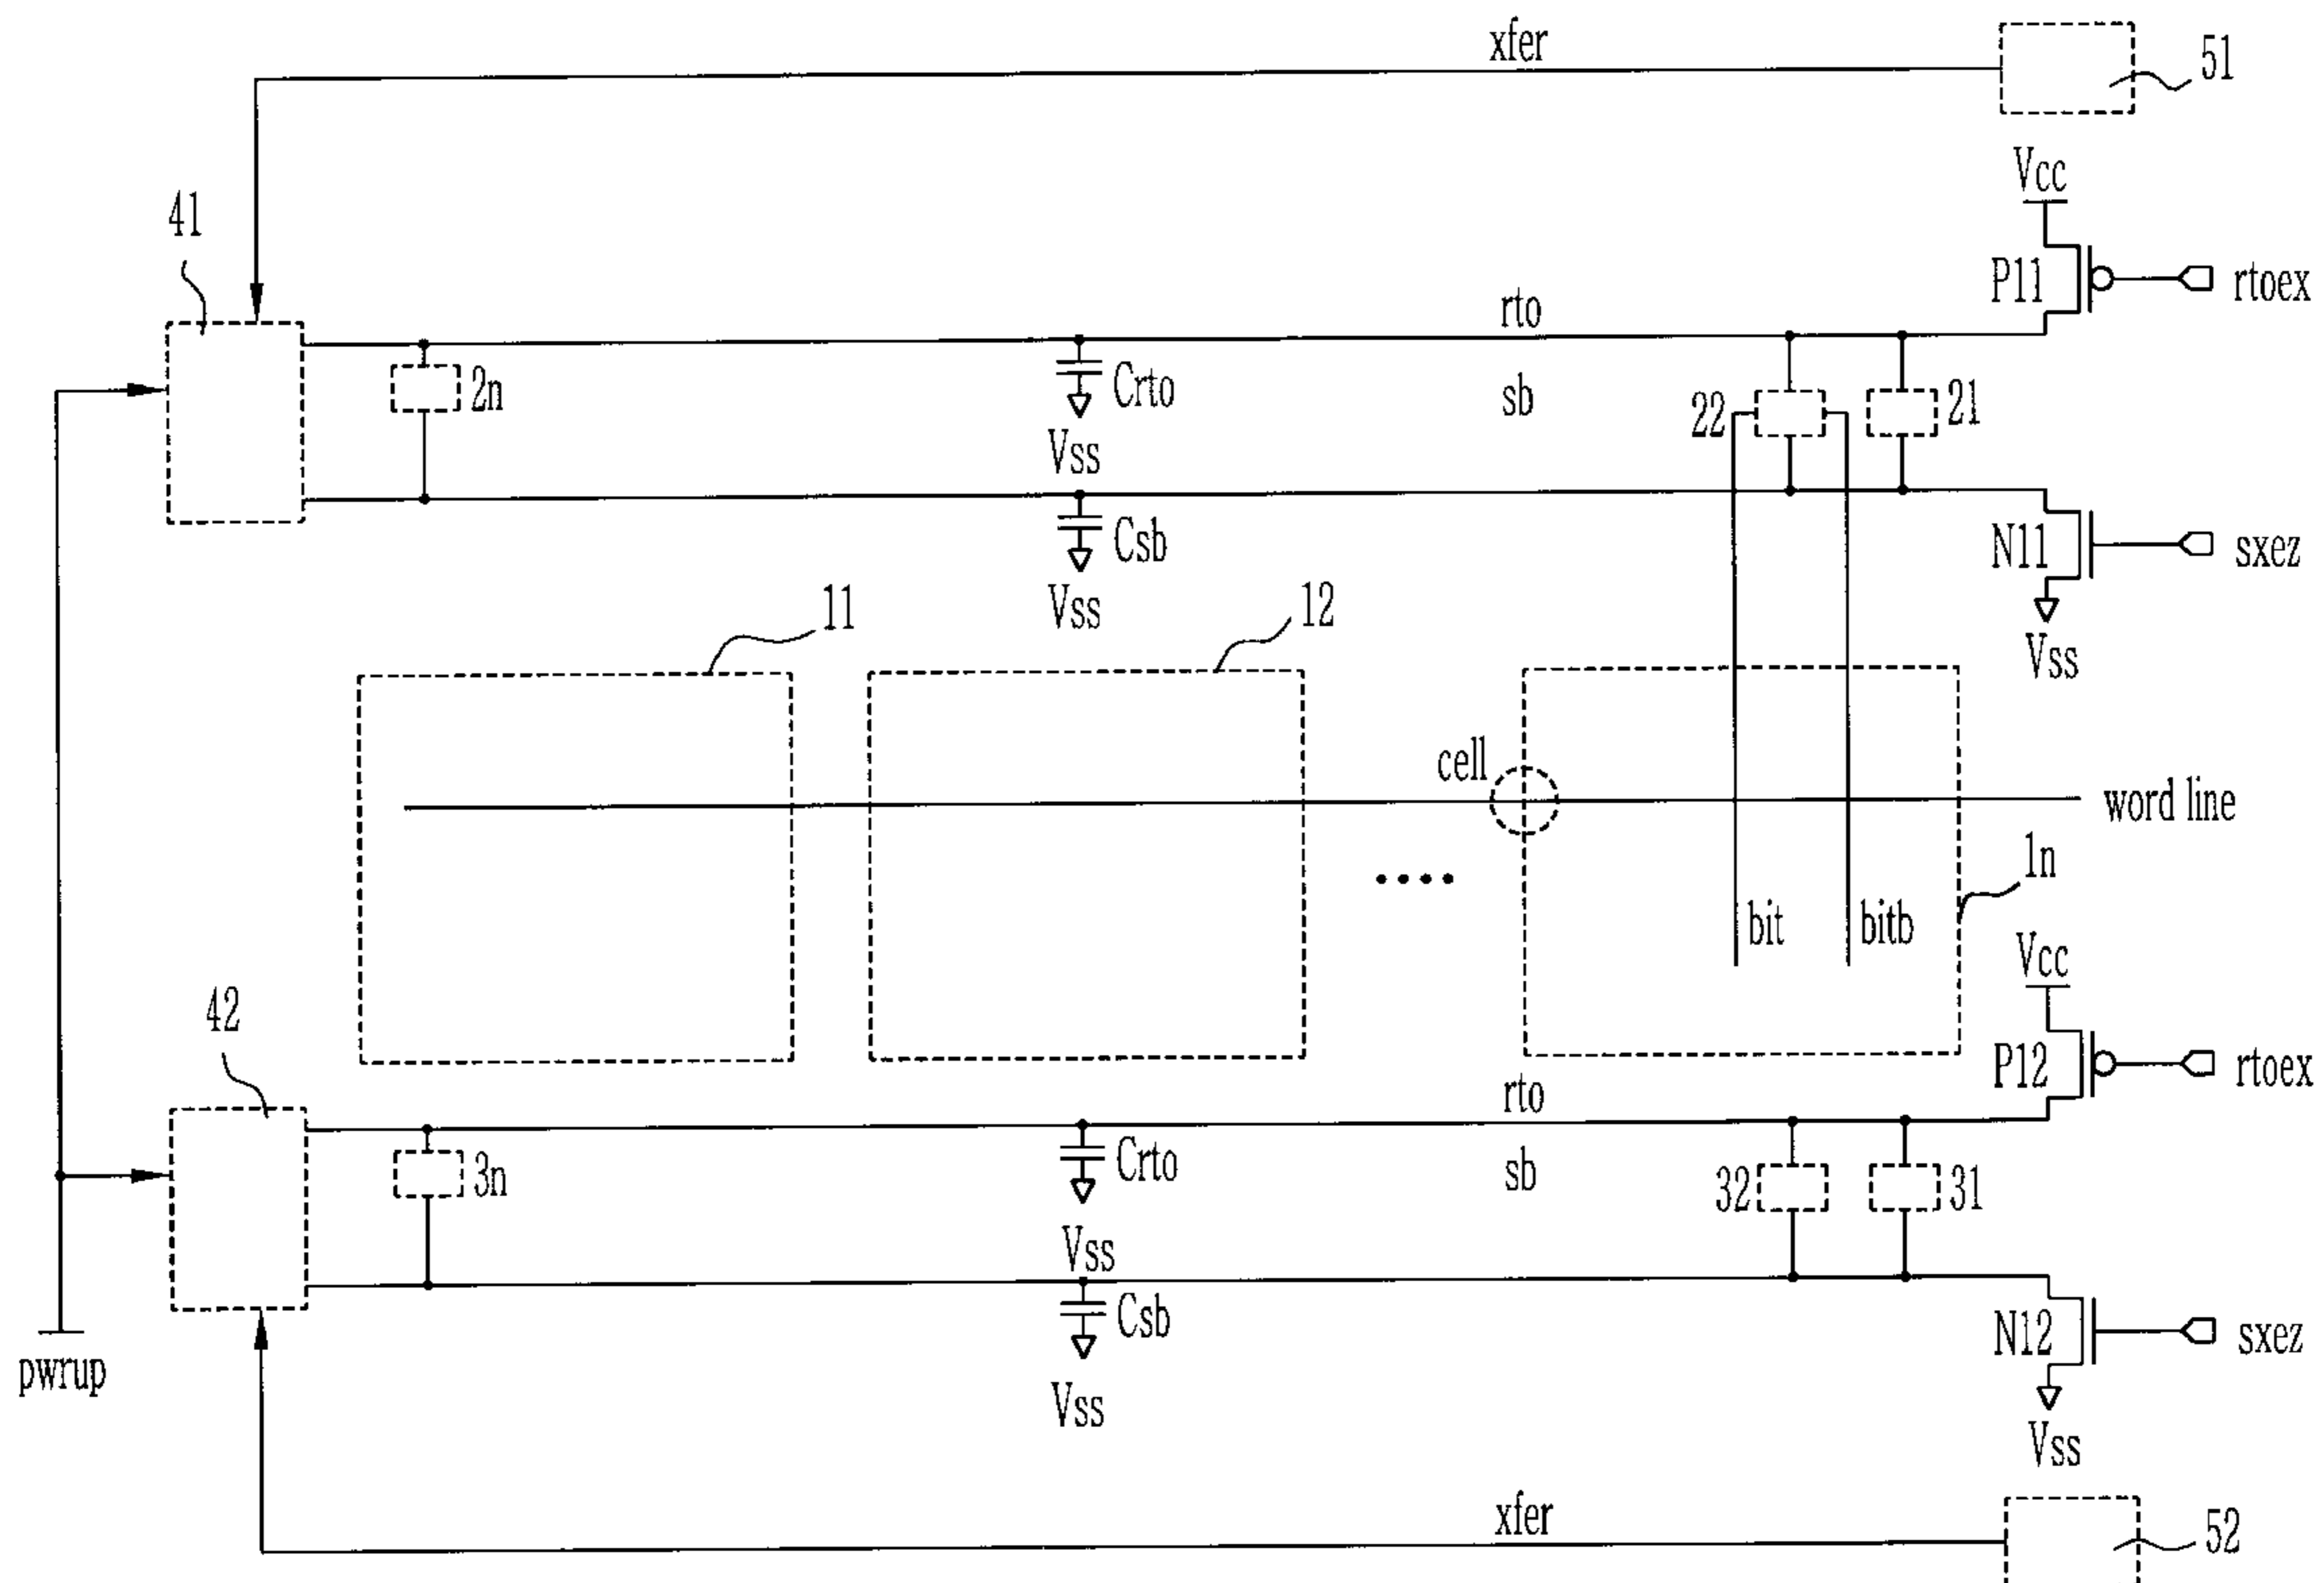 xfer
51
Vcc
41
P11
rtoex
rto
2n
Crto
sb
22
21
Vss
Csb
N11
sxez
Vss
11
12
Vss
cell
word line
1n
bit
bitb
Vcc
42
P12
rtoex
rto
3n
Crto
sb
32
31
Vss
Csb
N12
sxez
pwrup
Vss
Vss
xfer
52